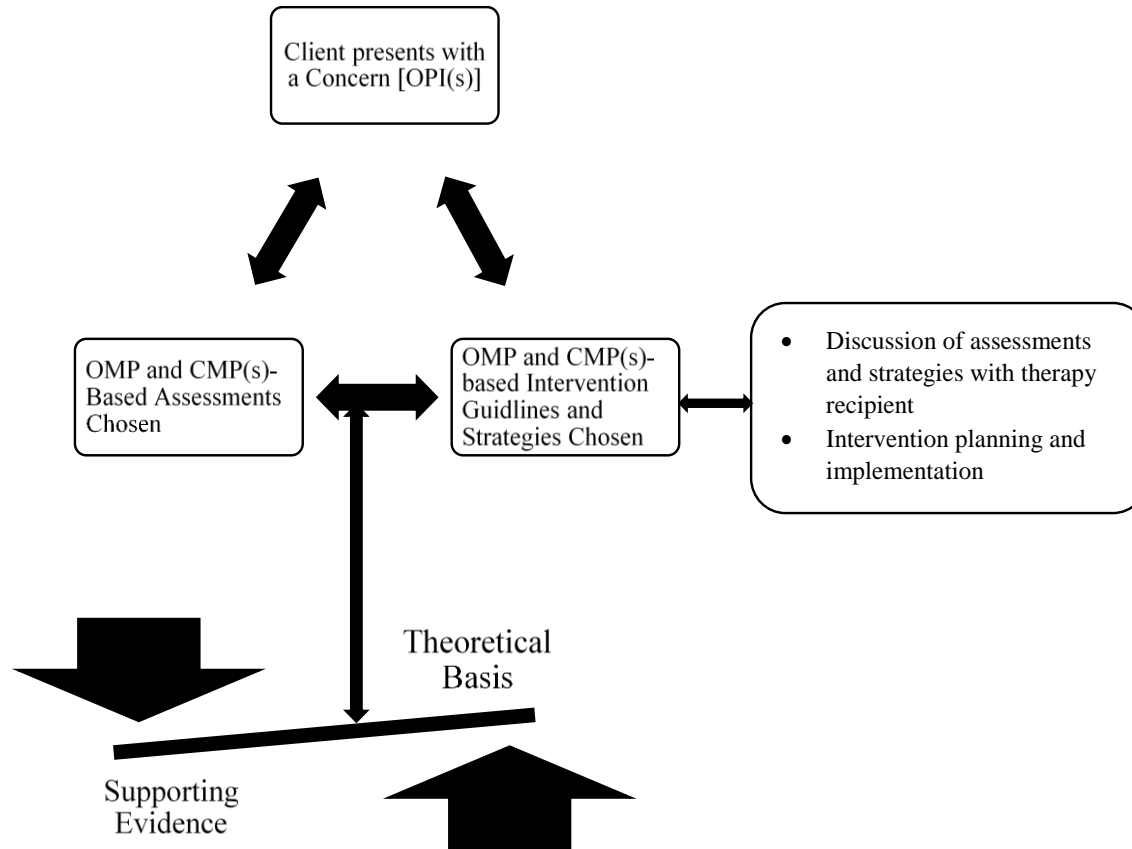 Client presents with
a Concern [OPI(s)]
OMP and CMP(s)-
Based Assessments
Chosen
OMP and CMP(s)-
based Intervention
Guidlines and
Strategies Chosen
• Discussion of assessments
and strategies with therapy
recipient
• Intervention planning and
implementation
Theoretical
Basis
Supporting
Evidence